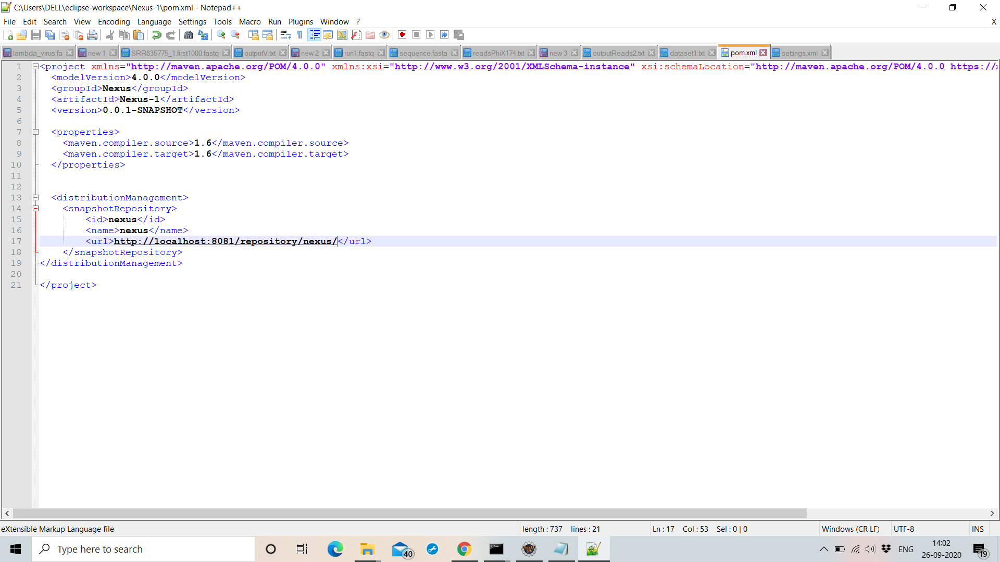 C:\Users\DELL\eclipse-workspace\Nexus-1\pom.xml - Notepad++
File Edit Search View Encoding Language Settings Tools Macro Run Plugins Window ? X
lambda_virus.fa new 1 SRR835775_1.first1000.fastq outputV.txt new 2 run1.fastq sequence.fasta readsPhiX174.txt new 3 outputReads2.txt dataset1.txt pom.xml settings.xml
1 <project xmlns="http://maven.apache.org/POM/4.0.0" xmlns:xsi="http://www.w3.org/2001/XMLSchema-instance" xsi:schemaLocation="http://maven.apache.org/POM/4.0.0 https://
2 <modelVersion>4.0.0</modelVersion>
3 <groupId>Nexus</groupId>
4 <artifactId>Nexus-1</artifactId>
5 <version>0.0.1-SNAPSHOT</version>
6
7 <properties>
8 <maven.compiler.source>1.6</maven.compiler.source>
9 <maven.compiler.target>1.6</maven.compiler.target>
10 </properties>
11
12
13 <distributionManagement>
14 <snapshotRepository>
15 <id>nexus</id>
16 <name>nexus</name>
17 <url>http://localhost:8081/repository/nexus/</url>
18 </snapshotRepository>
19 </distributionManagement>
20
21 </project>
eXtensible Markup Language file length : 737 lines : 21 Ln : 17 Col : 53 Sel : 0 | 0 Windows (CR LF) UTF-8 INS
Type here to search 40 ENG 14:02 19
26-09-2020